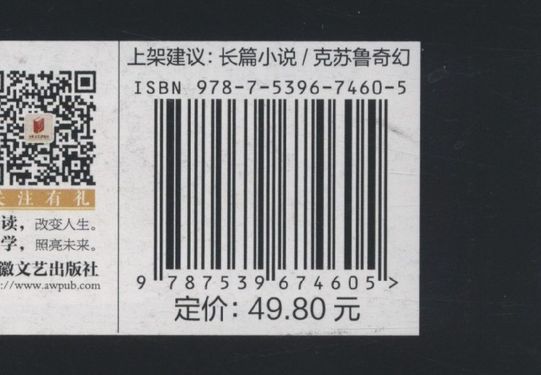 上架建议：长篇小说 / 克苏鲁奇幻
ISBN 978-7-5396-7460-5
9 787539 674605 >
定价：49.80 元
关注有礼
读，改变人生。
学，照亮未来。
徽文艺出版社
://www.awpub.com